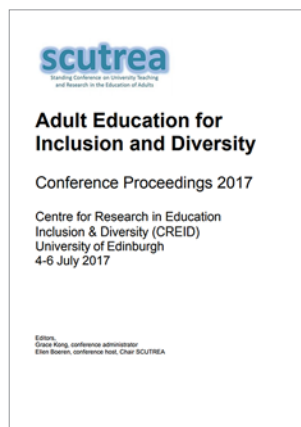 scutrea
Standing Conference on University Teaching
and Research in the Education of Adults
Adult Education for
Inclusion and Diversity
Conference Proceedings 2017
Centre for Research in Education
Inclusion & Diversity (CREID)
University of Edinburgh
4-6 July 2017
Editors,
Grace Kong, conference administrator
Ellen Boeren, conference host, Chair SCUTREA